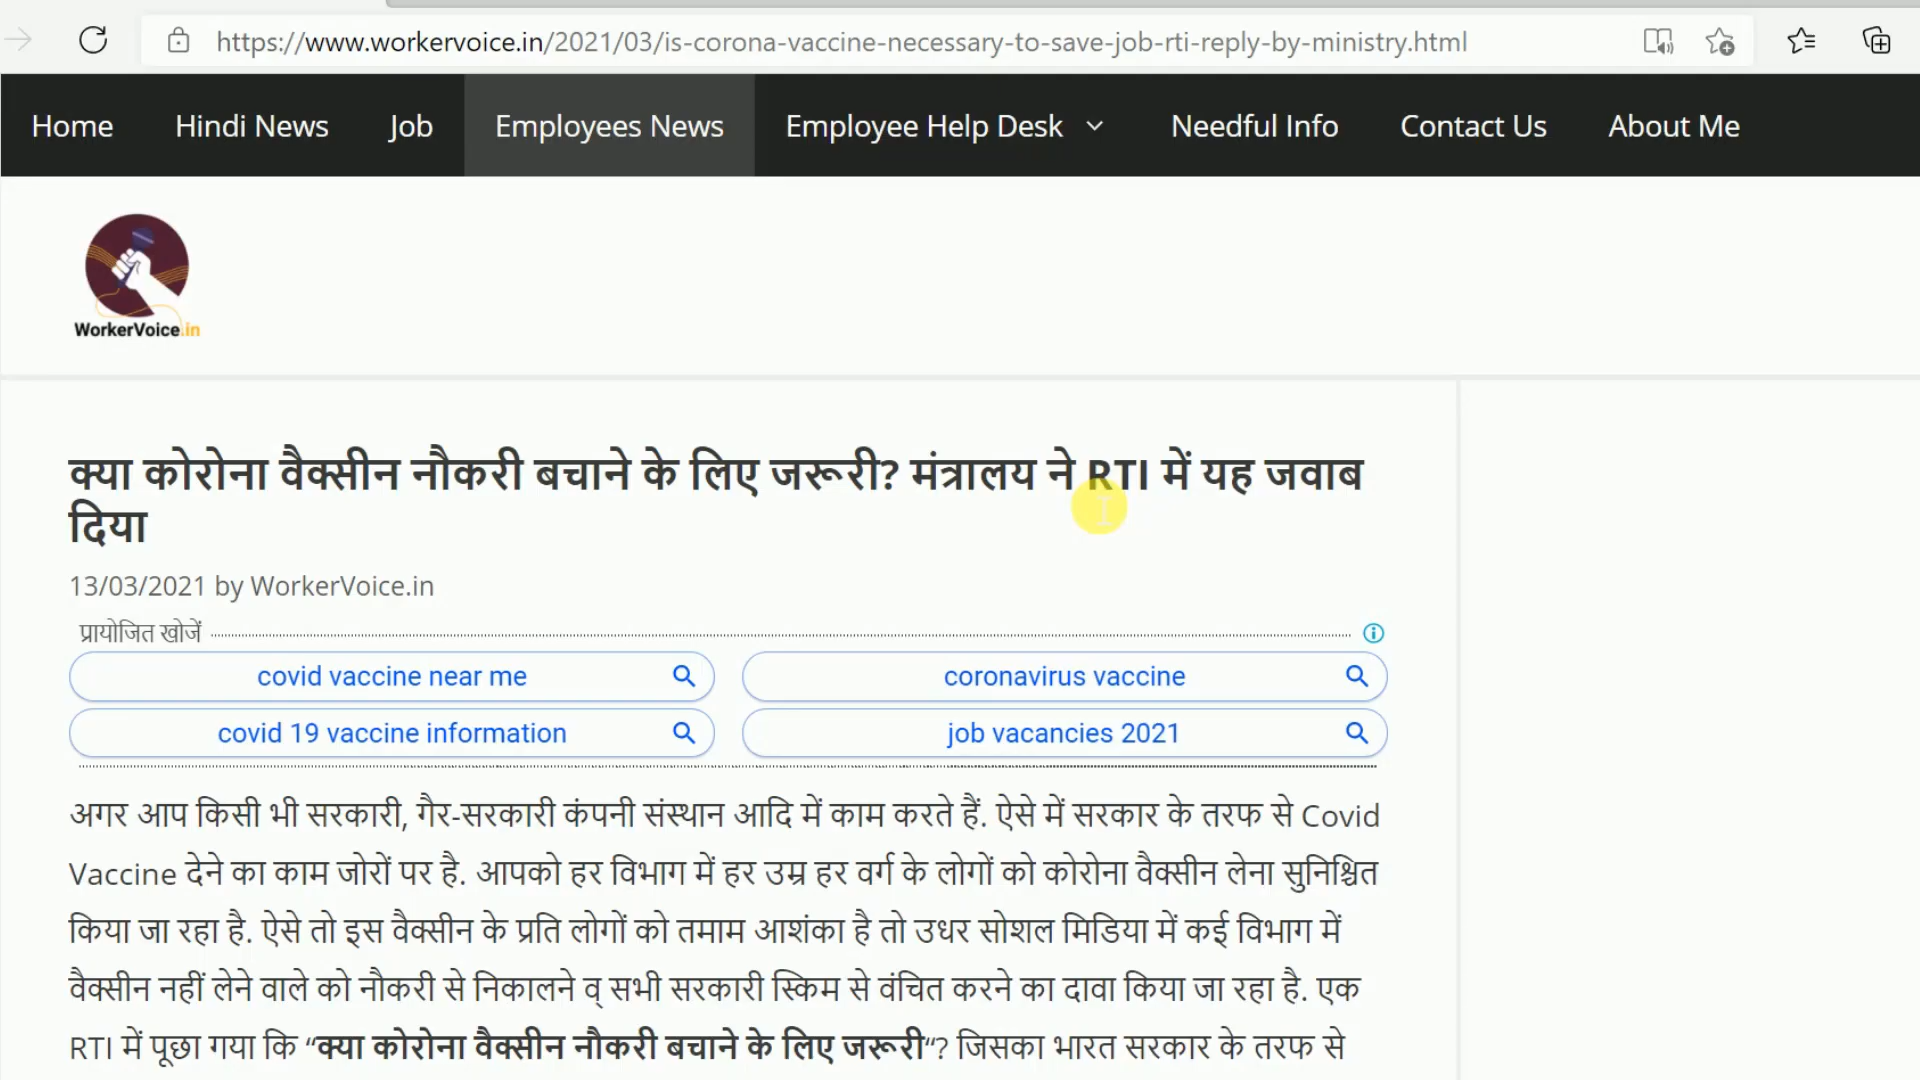 https://www.workervoice.in/2021/03/is-corona-vaccine-necessary-to-save-job-rti-reply-by-ministry.html
Home Hindi News Job Employees News Employee Help Desk Needful Info Contact Us About Me
WorkerVoice.in
क्या कोरोना वैक्सीन नौकरी बचाने के लिए जरूरी? मंत्रालय ने RTI में यह जवाब
दिया
13/03/2021 by WorkerVoice.in
प्रायोजित खोजें
covid vaccine near me coronavirus vaccine
covid 19 vaccine information job vacancies 2021
अगर आप किसी भी सरकारी, गैर-सरकारी कंपनी संस्थान आदि में काम करते हैं. ऐसे में सरकार के तरफ से Covid
Vaccine देने का काम जोरों पर है. आपको हर विभाग में हर उम्र हर वर्ग के लोगों को कोरोना वैक्सीन लेना सुनिश्चित
किया जा रहा है. ऐसे तो इस वैक्सीन के प्रति लोगों को तमाम आशंका है तो उधर सोशल मिडिया में कई विभाग में
वैक्सीन नहीं लेने वाले को नौकरी से निकालने व् सभी सरकारी स्किम से वंचित करने का दावा किया जा रहा है. एक
RTI में पूछा गया कि “क्या कोरोना वैक्सीन नौकरी बचाने के लिए जरूरी“? जिसका भारत सरकार के तरफ से